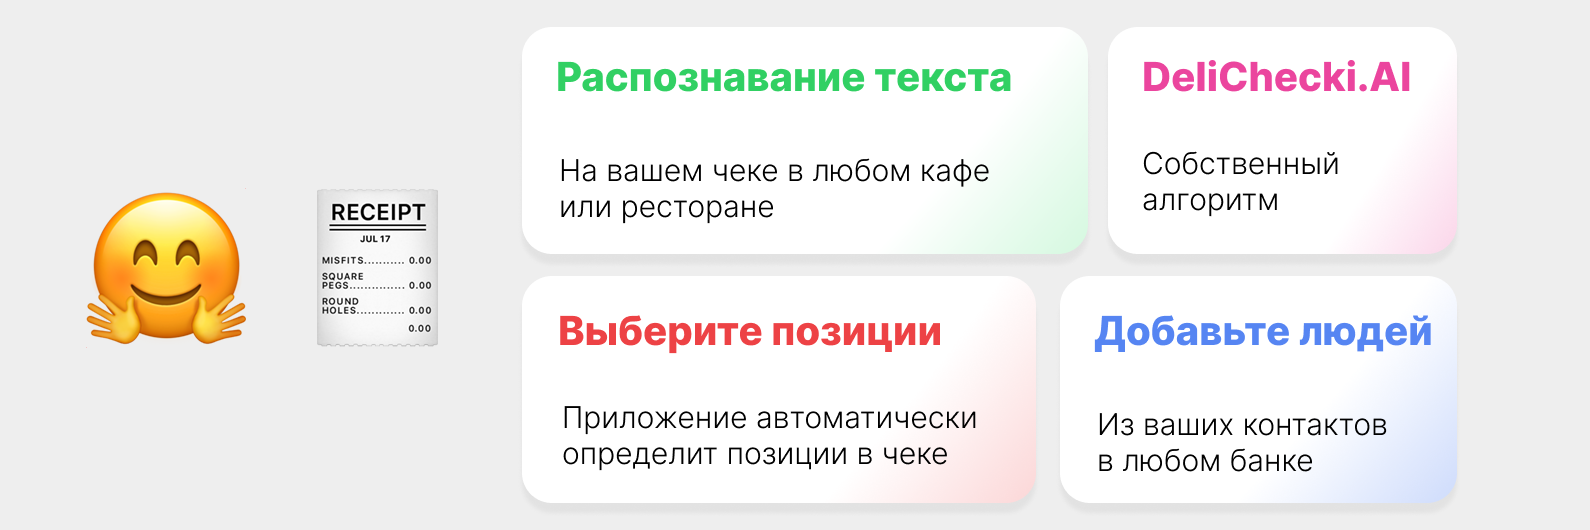 RECEIPT
JUL 17
MISFITS........... 0.00
SQUARE
PEGS............... 0.00
ROUND
HOLES............. 0.00
0.00
Распознавание текста
На вашем чеке в любом кафе
или ресторане
DeliChecki.AI
Собственный
алгоритм
Выберите позиции
Приложение автоматически
определит позиции в чеке
Добавьте людей
Из ваших контактов
в любом банке